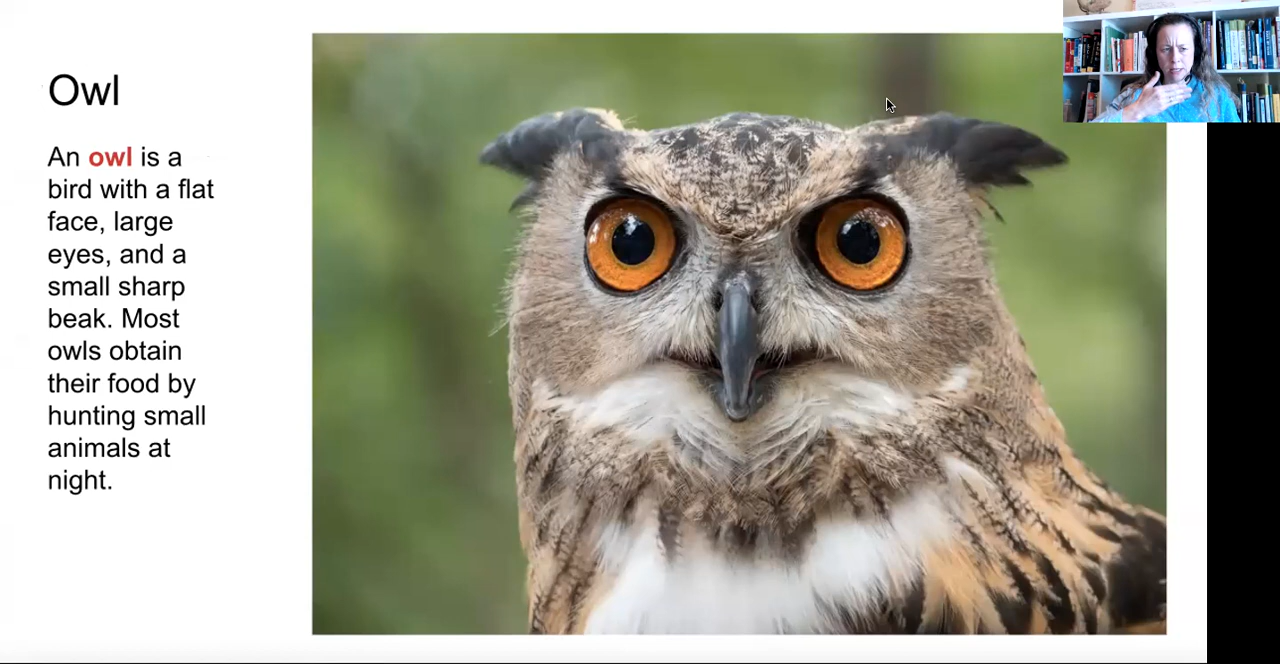 Owl
An owl is a
bird with a flat
face, large
eyes, and a
small sharp
beak. Most
owls obtain
their food by
hunting small
animals at
night.